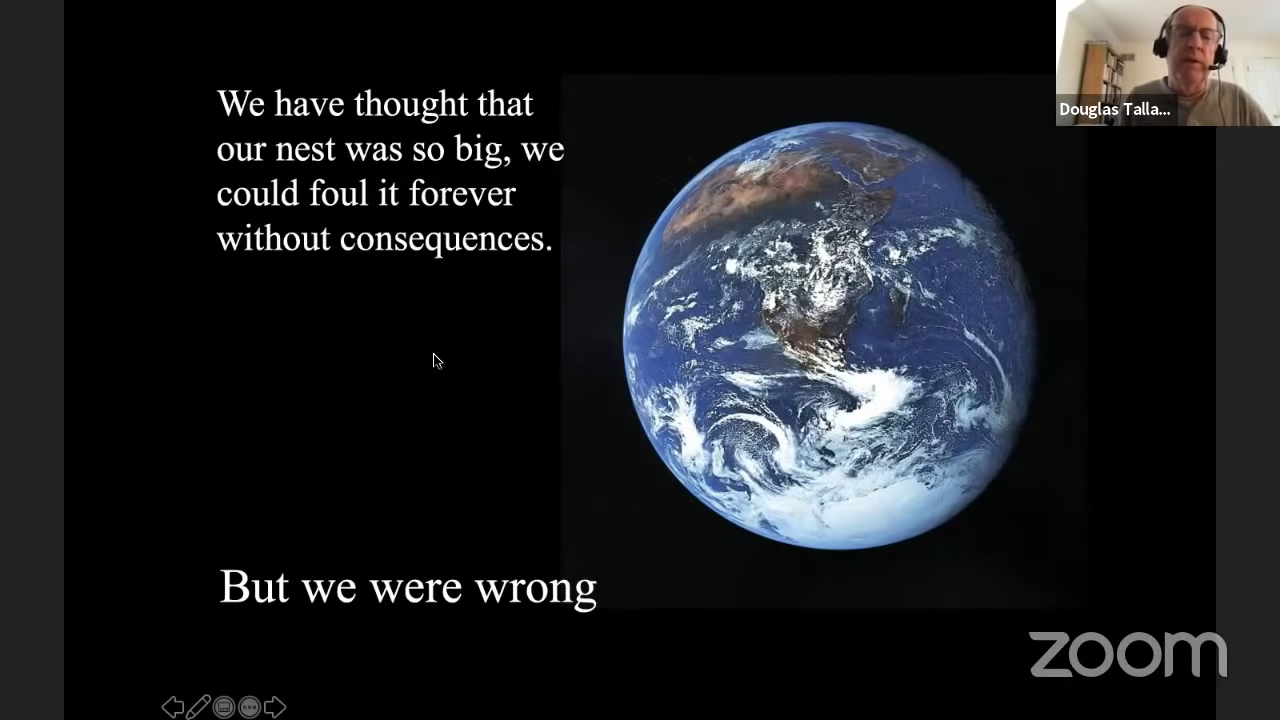 We have thought that
our nest was so big, we
could foul it forever
without consequences.
But we were wrong
Douglas Talla...
zoom